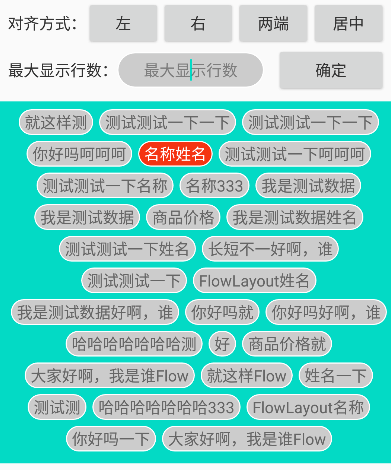 对齐方式： 左 右 两端 居中
最大显示行数： 最大显示行数 确定
就这样测 测试测试一下一下 测试测试一下一下
你好吗呵呵呵 名称姓名 测试测试一下呵呵呵
测试测试一下名称 名称333 我是测试数据
我是测试数据 商品价格 我是测试数据姓名
测试测试一下姓名 长短不一好啊，谁
测试测试一下 FlowLayout姓名
我是测试数据好啊，谁 你好吗就 你好吗好啊，谁
哈哈哈哈哈哈哈测 好 商品价格就
大家好啊，我是谁Flow 就这样Flow 姓名一下
测试测 哈哈哈哈哈哈哈333 FlowLayout名称
你好吗一下 大家好啊，我是谁Flow